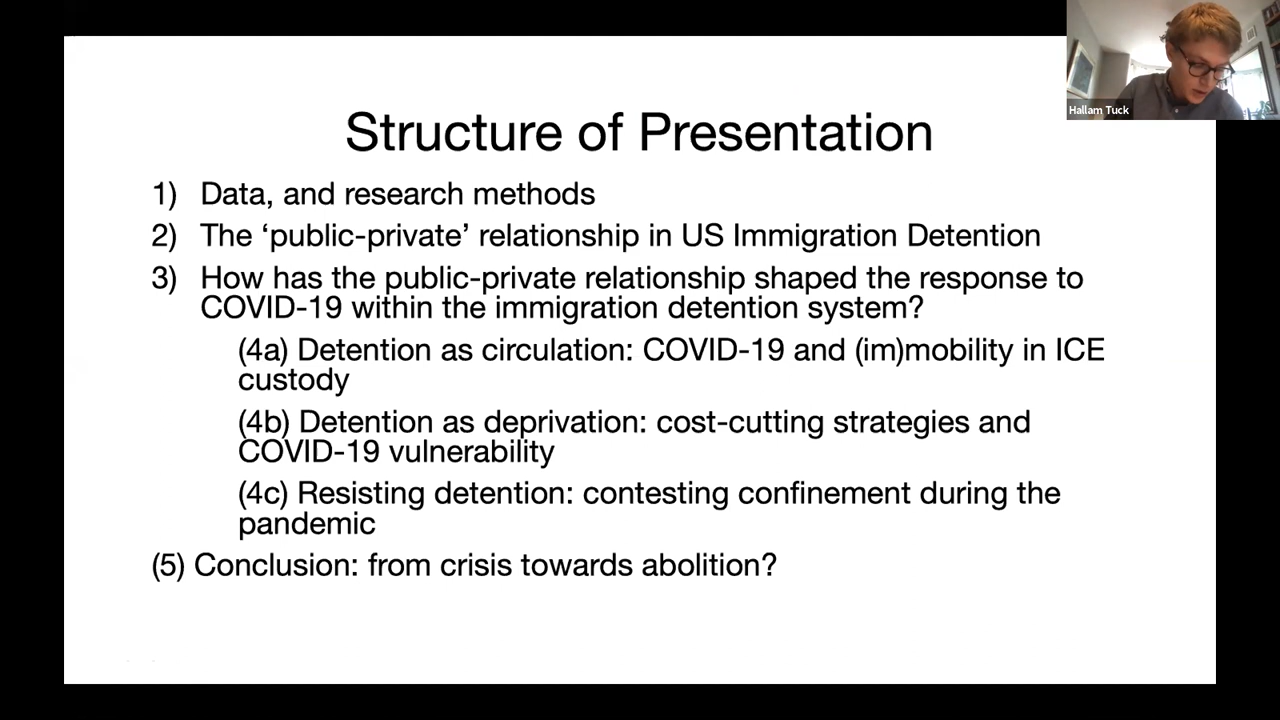 Hallam Tuck
Structure of Presentation
1) Data, and research methods
2) The ‘public-private’ relationship in US Immigration Detention
3) How has the public-private relationship shaped the response to
COVID-19 within the immigration detention system?
(4a) Detention as circulation: COVID-19 and (im)mobility in ICE
custody
(4b) Detention as deprivation: cost-cutting strategies and
COVID-19 vulnerability
(4c) Resisting detention: contesting confinement during the
pandemic
(5) Conclusion: from crisis towards abolition?